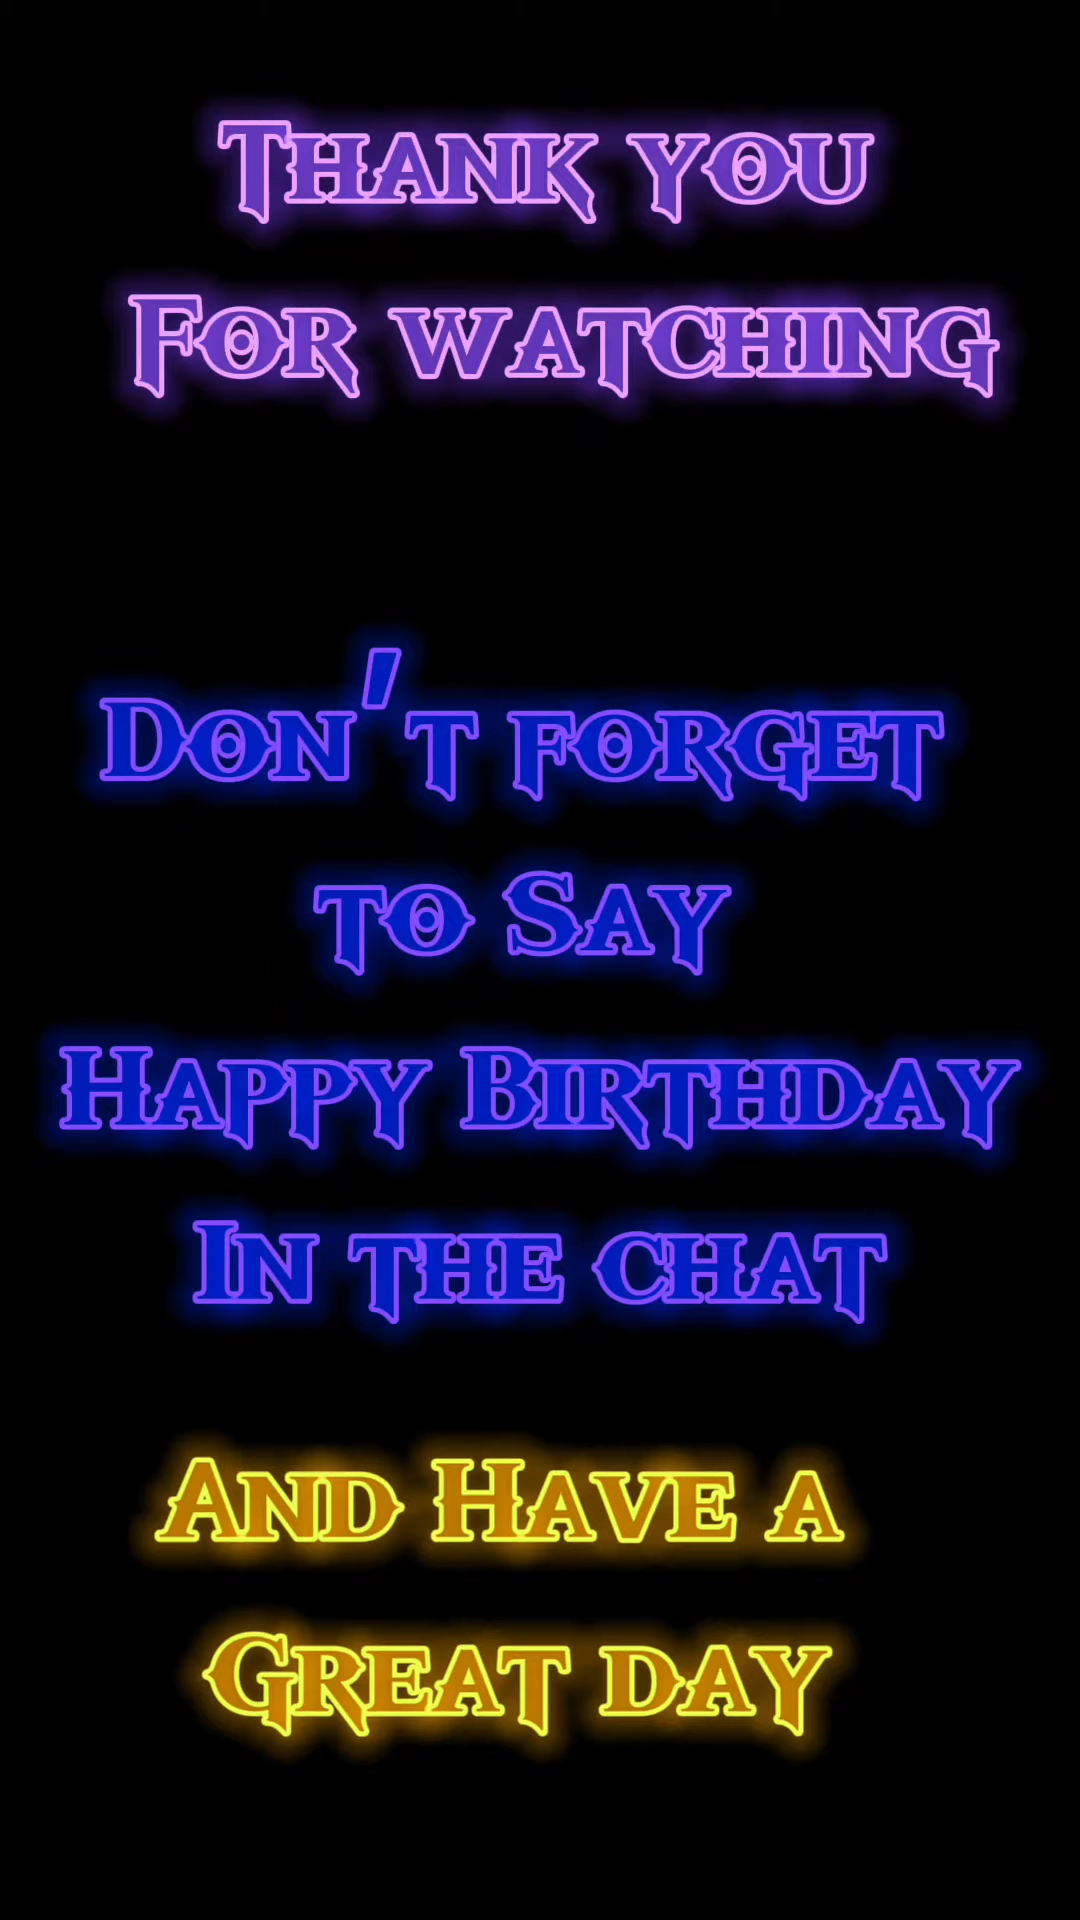 Thank you
For watching
Don't forget
to Say
Happy Birthday
In the chat
And Have a
Great day